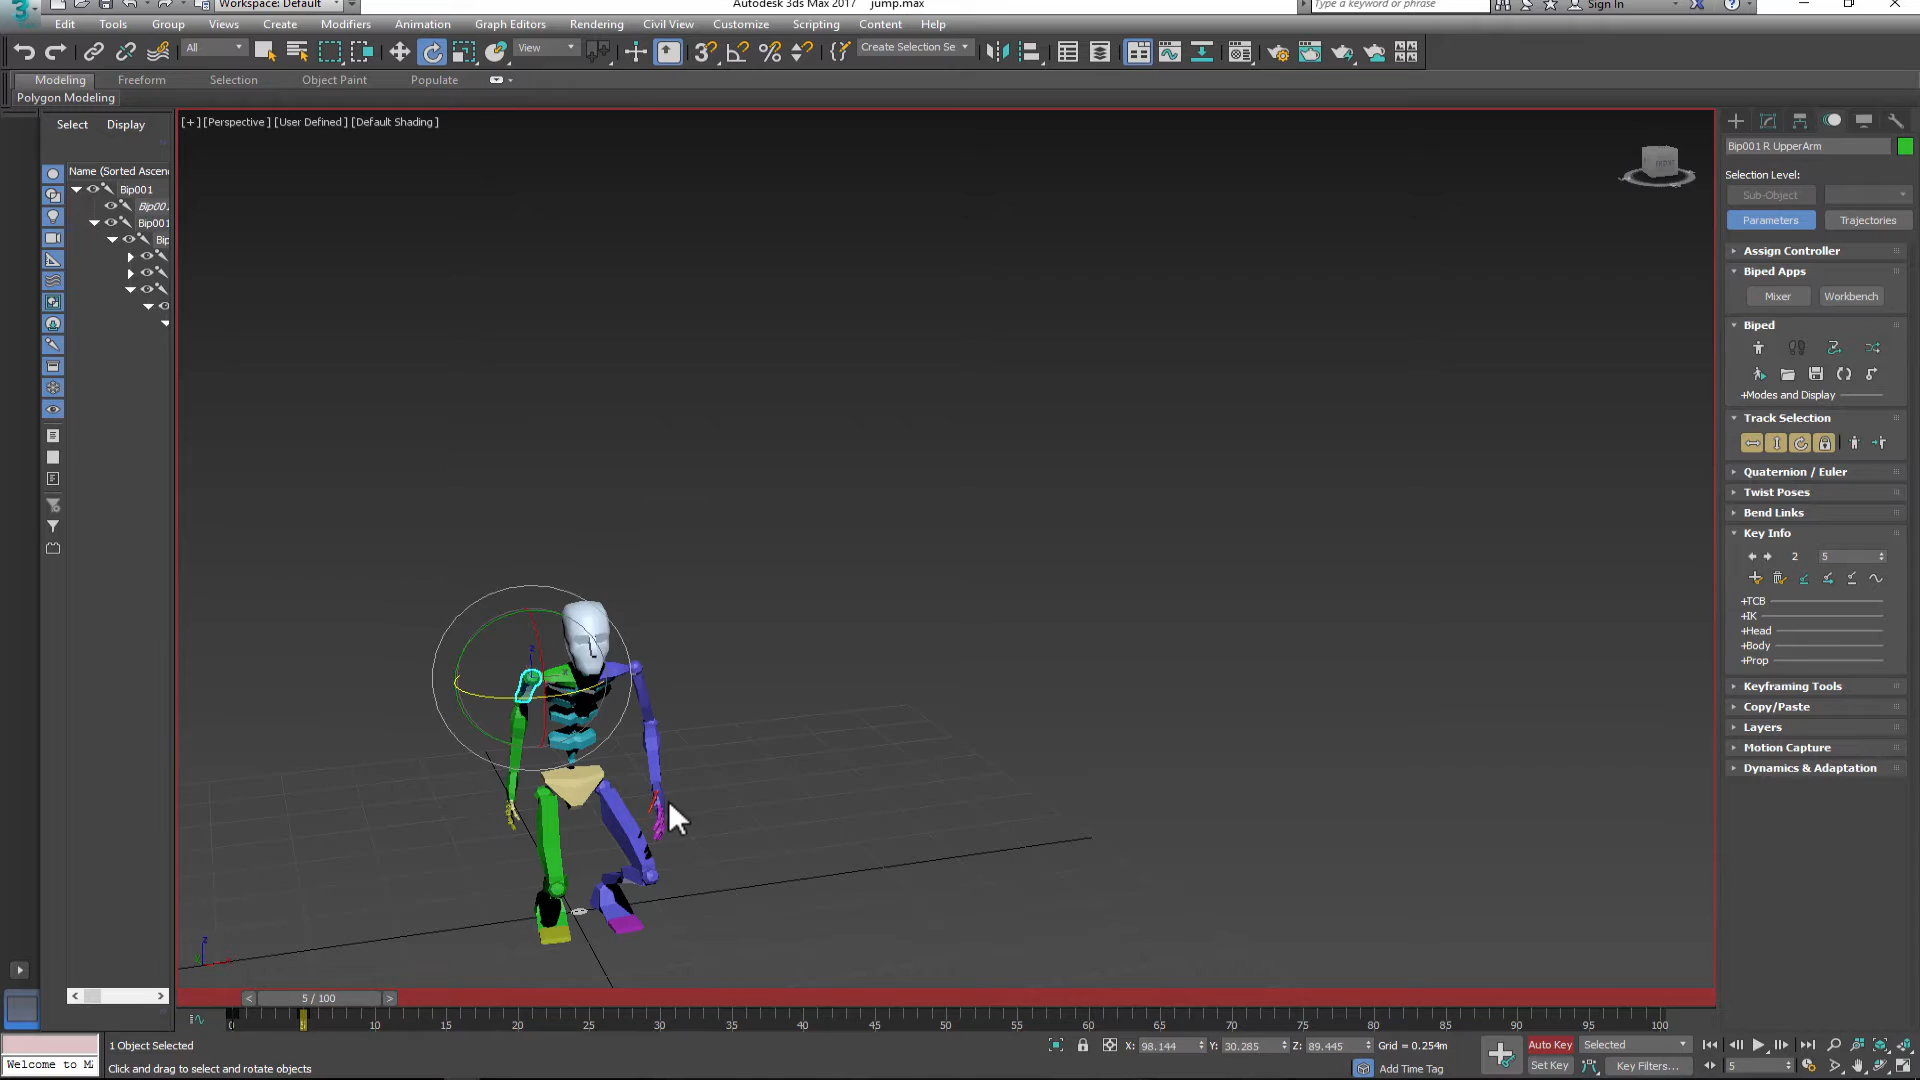 Workspace: Default
Autodesk 3ds Max 2017    jump.max
Type a keyword or phrase
Sign In
Edit Tools Group Views Create Modifiers Animation Graph Editors Rendering Civil View Customize Scripting Content Help
All
View
Create Selection Se
Modeling Freeform Selection Object Paint Populate
Polygon Modeling
Select Display
[+] [Perspective ] [User Defined ] [Default Shading ]
Name (Sorted Ascen
Bip001
Bip00
Bip001
Bip
FRONT
Bip001 R UpperArm
Selection Level:
Sub-Object
Parameters Trajectories
Assign Controller
Biped Apps
Mixer Workbench
Biped
+Modes and Display
Track Selection
Quaternion / Euler
Twist Poses
Bend Links
Key Info
2 5
+TCB
+IK
+Head
+Body
+Prop
Keyframing Tools
Copy/Paste
Layers
Motion Capture
Dynamics & Adaptation
z
z
< 5 / 100 >
0 5 10 15 20 25 30 35 40 45 50 55 60 65 70 75 80 85 90 95 100
1 Object Selected
X: 98.144 Y: 30.285 Z: 89.445 Grid = 0.254m
Auto Key Selected
Welcome to M
Click and drag to select and rotate objects
Add Time Tag
Set Key Key Filters...
5